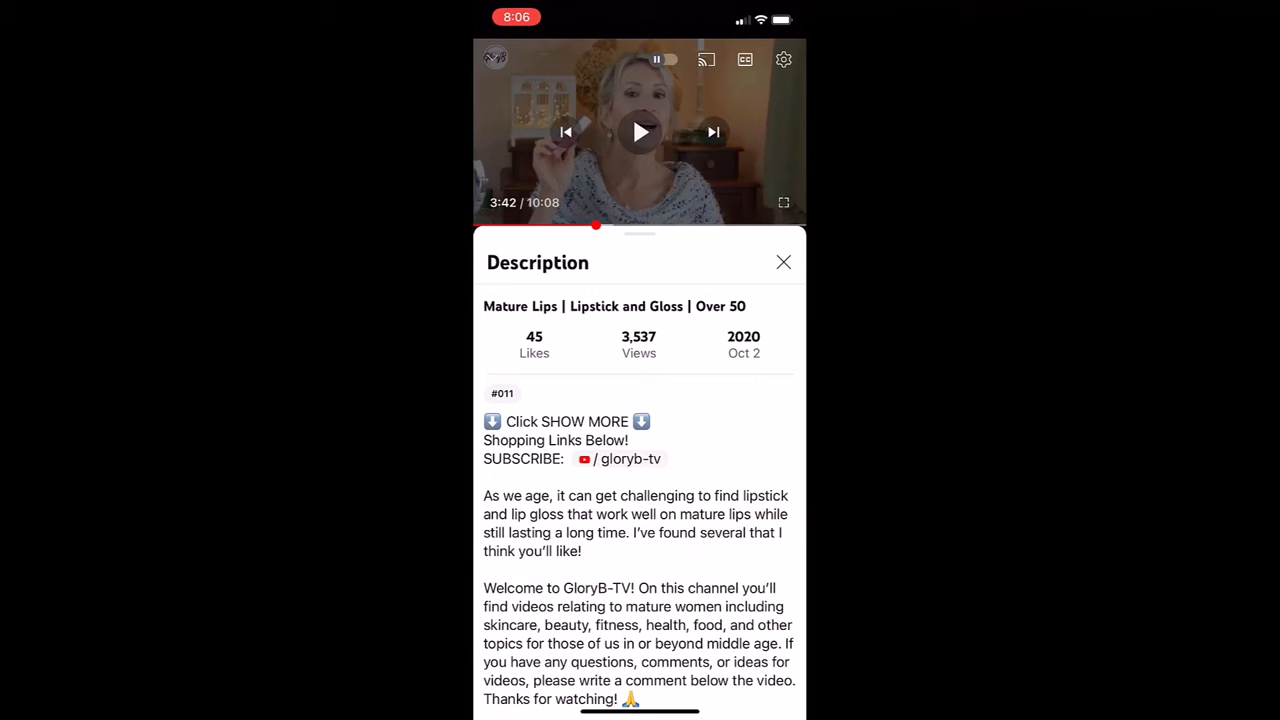 8:06
3:42 / 10:08
Description
Mature Lips | Lipstick and Gloss | Over 50
45 3,537 2020
Likes Views Oct 2
#011
⬇️ Click SHOW MORE ⬇️
Shopping Links Below!
SUBSCRIBE: / gloryb-tv
As we age, it can get challenging to find lipstick
and lip gloss that work well on mature lips while
still lasting a long time. I’ve found several that I
think you’ll like!
Welcome to GloryB-TV! On this channel you’ll
find videos relating to mature women including
skincare, beauty, fitness, health, food, and other
topics for those of us in or beyond middle age. If
you have any questions, comments, or ideas for
videos, please write a comment below the video.
Thanks for watching! 🙏